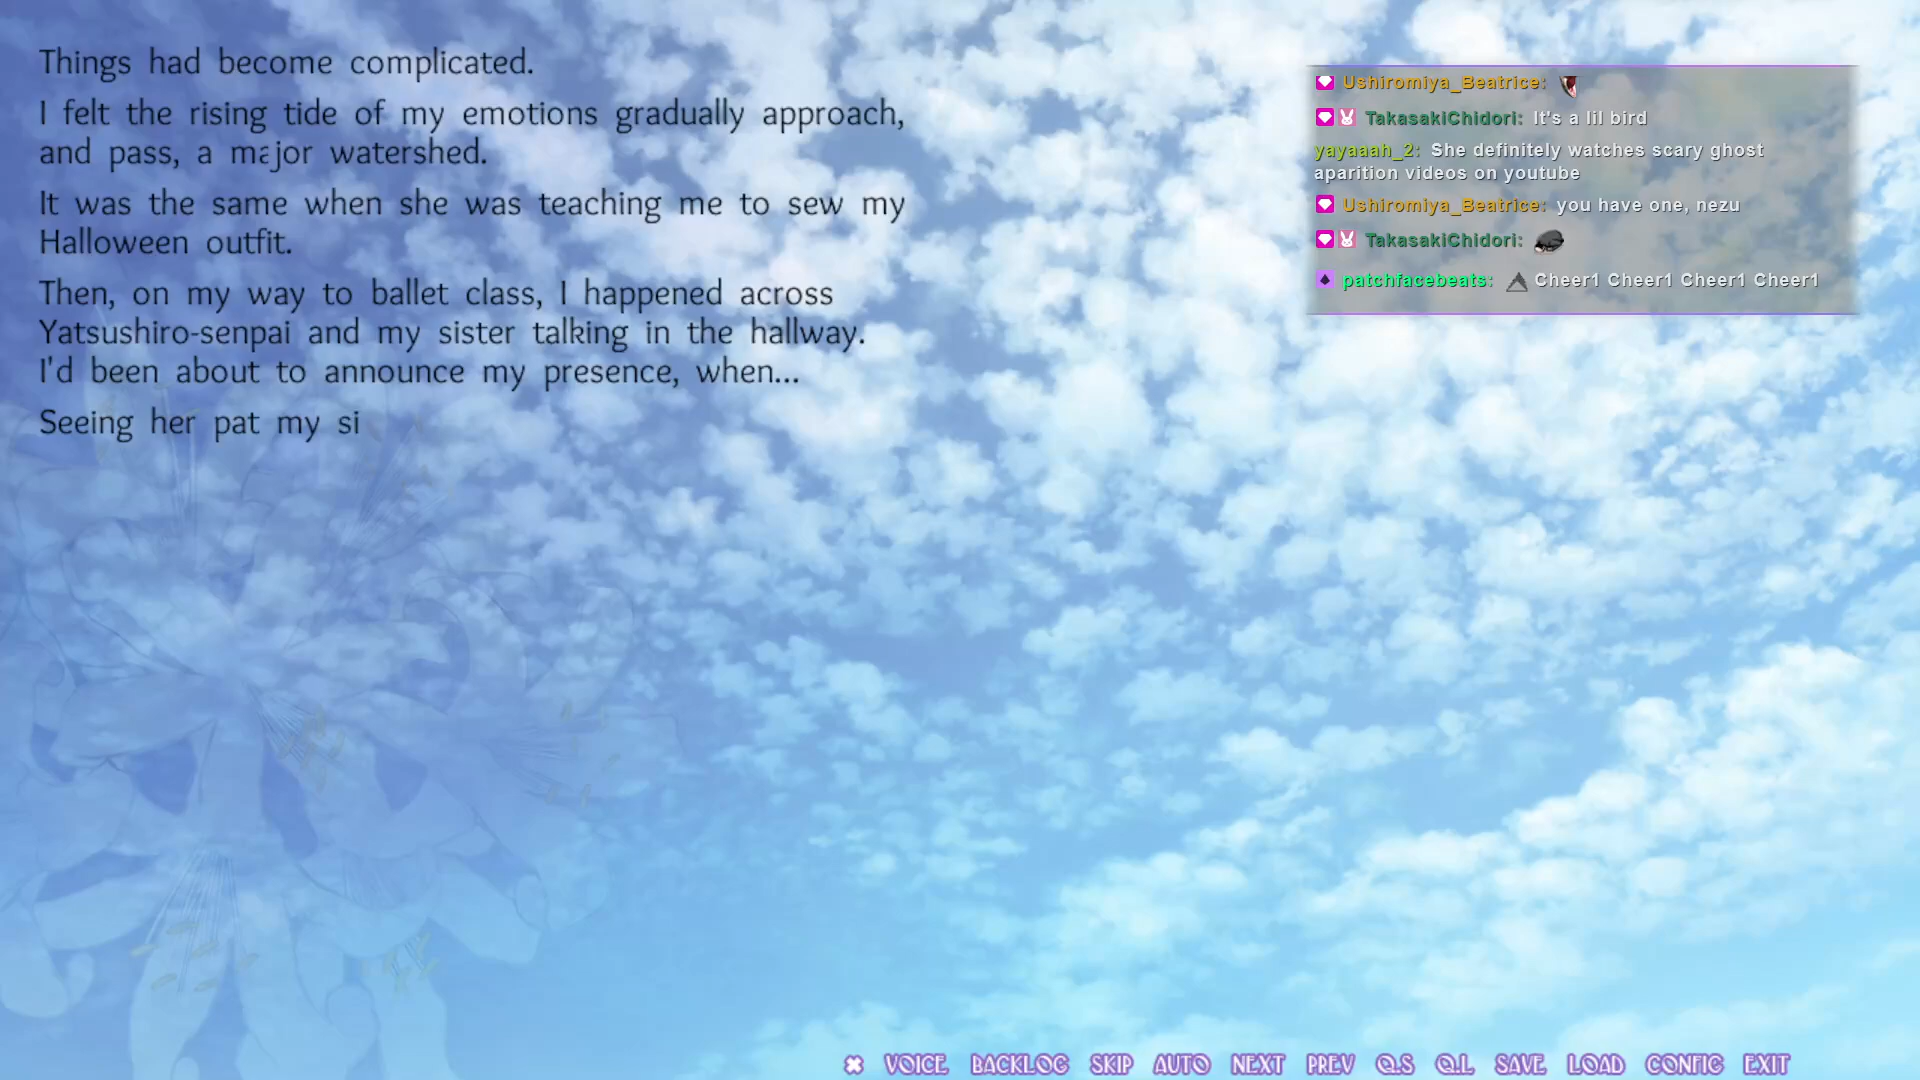 Things had become complicated.
I felt the rising tide of my emotions gradually approach,
and pass, a major watershed.
It was the same when she was teaching me to sew my
Halloween outfit.
Then, on my way to ballet class, I happened across
Yatsushiro-senpai and my sister talking in the hallway.
I'd been about to announce my presence, when...
Seeing her pat my si
Ushiromiya_Beatrice:
TakasakiChidori: It's a lil bird
yayaaah_2: She definitely watches scary ghost
aparition videos on youtube
Ushiromiya_Beatrice: you have one, nezu
TakasakiChidori:
patchfacebeats: Cheer1 Cheer1 Cheer1 Cheer1
VOICE BACKLOG SKIP AUTO NEXT PREV Q.S Q.L SAVE LOAD CONFIG EXIT